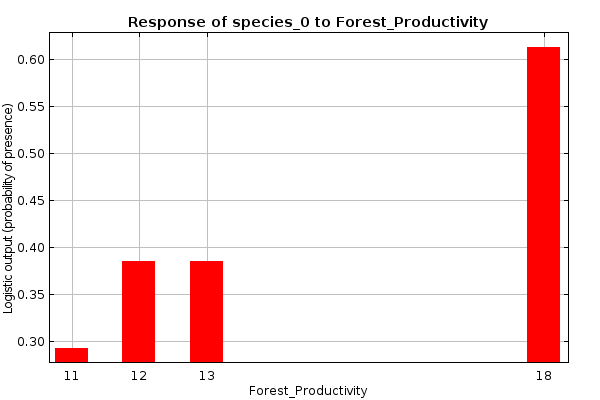 Response of species_0 to Forest_Productivity
Logistic output (probability of presence)
0.60
0.55
0.50
0.45
0.40
0.35
0.30
11 12 13 18
Forest_Productivity